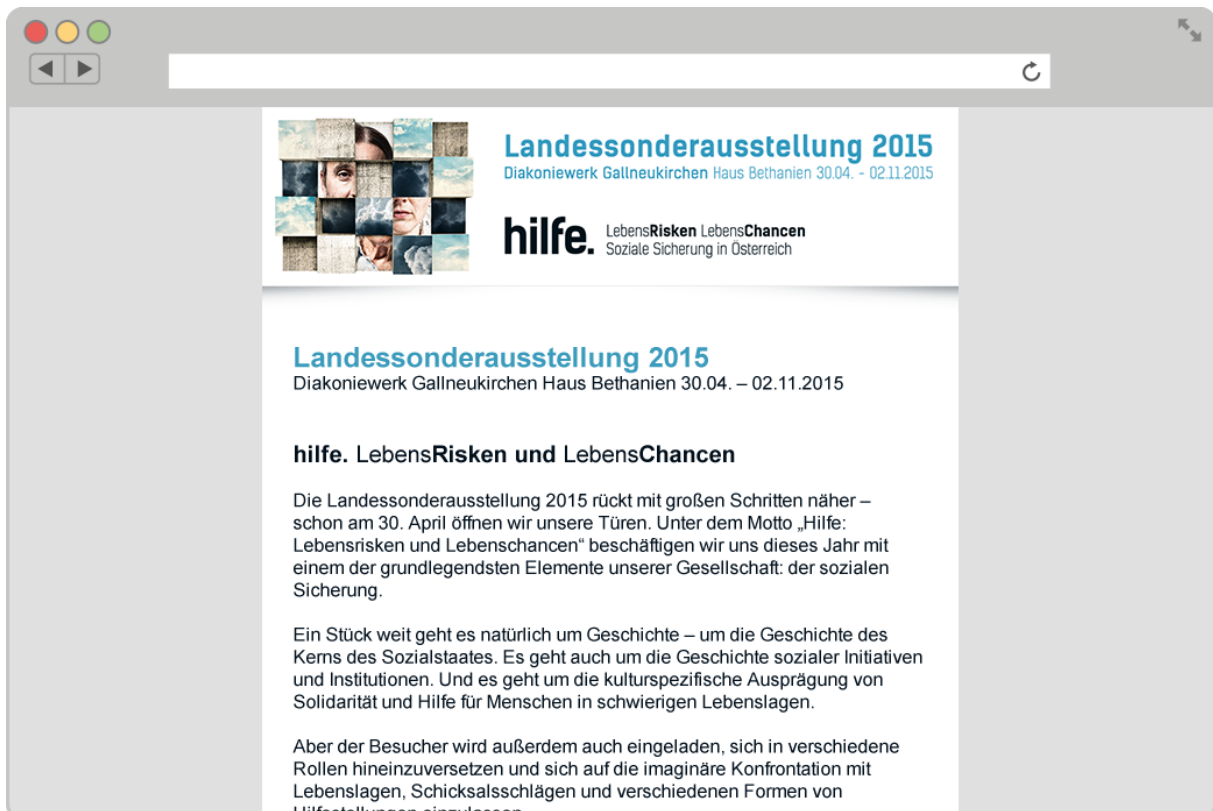 Landessonderausstellung 2015
Diakoniewerk Gallneukirchen Haus Bethanien 30.04. - 02.11.2015
hilfe. LebensRisken LebensChancen
Soziale Sicherung in Österreich
Landessonderausstellung 2015
Diakoniewerk Gallneukirchen Haus Bethanien 30.04. – 02.11.2015
hilfe. LebensRisken und LebensChancen
Die Landessonderausstellung 2015 rückt mit großen Schritten näher –
schon am 30. April öffnen wir unsere Türen. Unter dem Motto „Hilfe:
Lebensrisken und Lebenschancen“ beschäftigen wir uns dieses Jahr mit
einem der grundlegendsten Elemente unserer Gesellschaft: der sozialen
Sicherung.
Ein Stück weit geht es natürlich um Geschichte – um die Geschichte des
Kerns des Sozialstaates. Es geht auch um die Geschichte sozialer Initiativen
und Institutionen. Und es geht um die kulturspezifische Ausprägung von
Solidarität und Hilfe für Menschen in schwierigen Lebenslagen.
Aber der Besucher wird außerdem auch eingeladen, sich in verschiedene
Rollen hineinzuversetzen und sich auf die imaginäre Konfrontation mit
Lebenslagen, Schicksalsschlägen und verschiedenen Formen von
Hilfestellungen einzulassen.